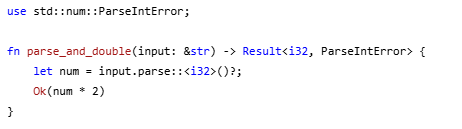 use std::num::ParseIntError;

fn parse_and_double(input: &str) -> Result<i32, ParseIntError> {
    let num = input.parse::<i32>()?;
    Ok(num * 2)
}